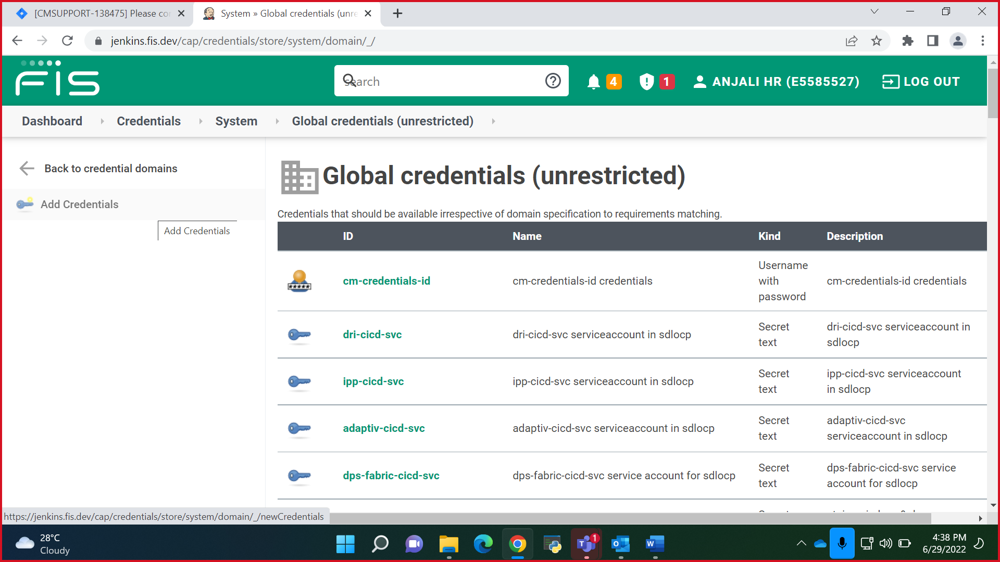 [CMSUPPORT-138475] Please co
System » Global credentials (unre
jenkins.fis.dev/cap/credentials/store/system/domain/_/
FIS
search
4
1
ANJALI HR (E5585527)
LOG OUT
Dashboard
Credentials
System
Global credentials (unrestricted)
Back to credential domains
Add Credentials
Add Credentials
Global credentials (unrestricted)
Credentials that should be available irrespective of domain specification to requirements matching.
ID Name Kind Description
cm-credentials-id cm-credentials-id credentials Username with password cm-credentials-id credentials
dri-cicd-svc dri-cicd-svc serviceaccount in sdlocp Secret text dri-cicd-svc serviceaccount in sdlocp
ipp-cicd-svc ipp-cicd-svc serviceaccount in sdlocp Secret text ipp-cicd-svc serviceaccount in sdlocp
adaptiv-cicd-svc adaptiv-cicd-svc serviceaccount in sdlocp Secret text adaptiv-cicd-svc serviceaccount in sdlocp
dps-fabric-cicd-svc dps-fabric-cicd-svc service account for sdlocp Secret text dps-fabric-cicd-svc service account for sdlocp
https://jenkins.fis.dev/cap/credentials/store/system/domain/_/newCredentials
28°C
Cloudy
1
4:38 PM
6/29/2022